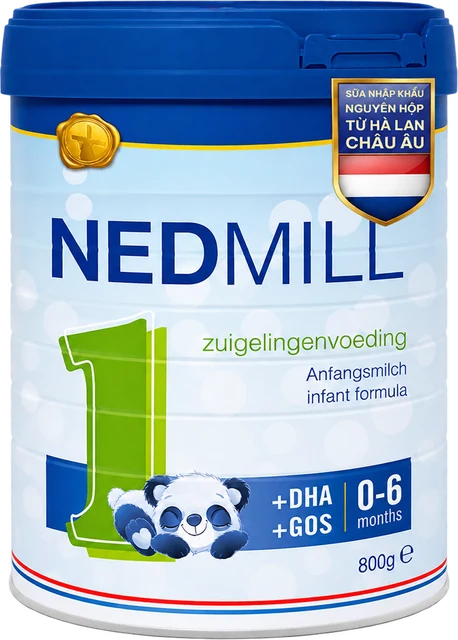 SỮA NHẬP KHẨU
NGUYÊN HỘP
TỪ HÀ LAN
CHÂU ÂU
NEDMILL
1
zuigelingenvoeding
Anfangsmilch
infant formula
+DHA
+GOS
0-6
months
800g ℮